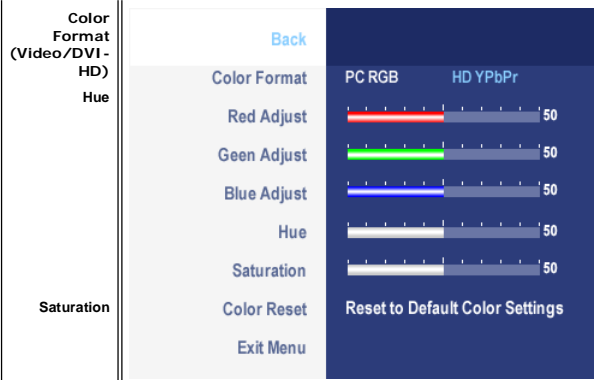 Color
Format
(Video/DVI-
HD)
Hue
Saturation
Back
Color Format PC RGB HD YPbPr
Red Adjust 50
Geen Adjust 50
Blue Adjust 50
Hue 50
Saturation 50
Color Reset Reset to Default Color Settings
Exit Menu